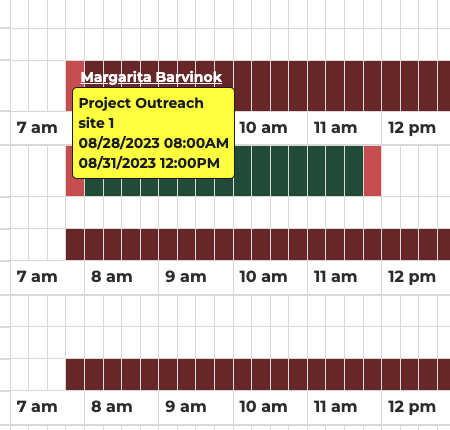 Margarita Barvinok
Project Outreach
site 1
08/28/2023 08:00AM
08/31/2023 12:00PM
7 am 10 am 11 am 12 pm
7 am 8 am 9 am 10 am 11 am 12 pm
7 am 8 am 9 am 10 am 11 am 12 pm